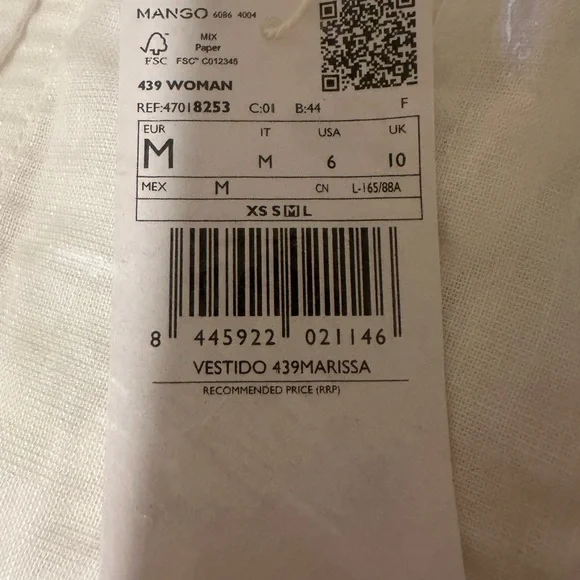 MANGO 6086 4004
MIX
Paper
FSC FSC™ C012345
439 WOMAN
REF:47018253 C:01 B:44 F
EUR IT USA UK
M M 6 10
MEX M CN L-165/88A
XS S M L
8 445922 021146
VESTIDO 439MARISSA
RECOMMENDED PRICE (RRP)